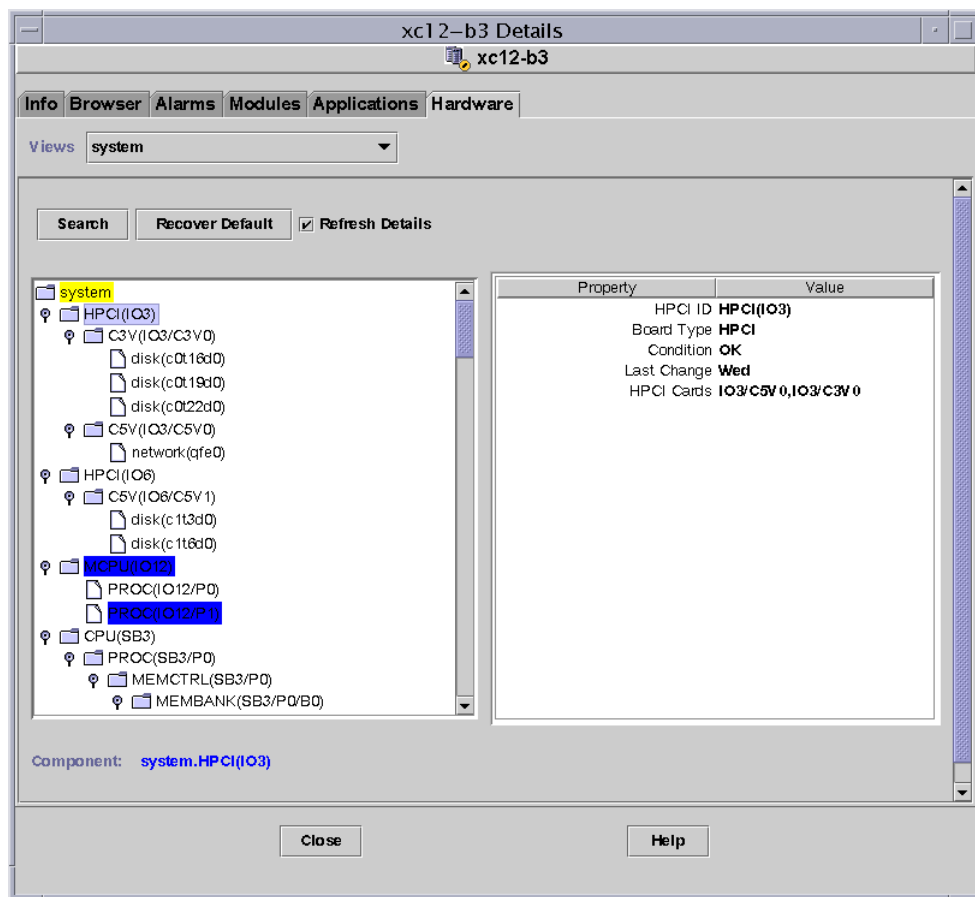 xc12–b3 Details
xc12-b3
Info Browser Alarms Modules Applications Hardware
Views system
Search Recover Default Refresh Details
system
HPCI(IO3)
C3V(IO3/C3V0)
disk(c0t16d0)
disk(c0t19d0)
disk(c0t22d0)
C5V(IO3/C5V0)
network(qfe0)
HPCI(IO6)
C5V(IO6/C5V1)
disk(c1t3d0)
disk(c1t6d0)
MCPU(IO12)
PROC(IO12/P0)
PROC(IO12/P1)
CPU(SB3)
PROC(SB3/P0)
MEMCTRL(SB3/P0)
MEMBANK(SB3/P0/B0)
Property Value
HPCI ID HPCI(IO3)
Board Type HPCI
Condition OK
Last Change Wed
HPCI Cards IO3/C5V0,IO3/C3V0
Component: system.HPCI(IO3)
Close Help